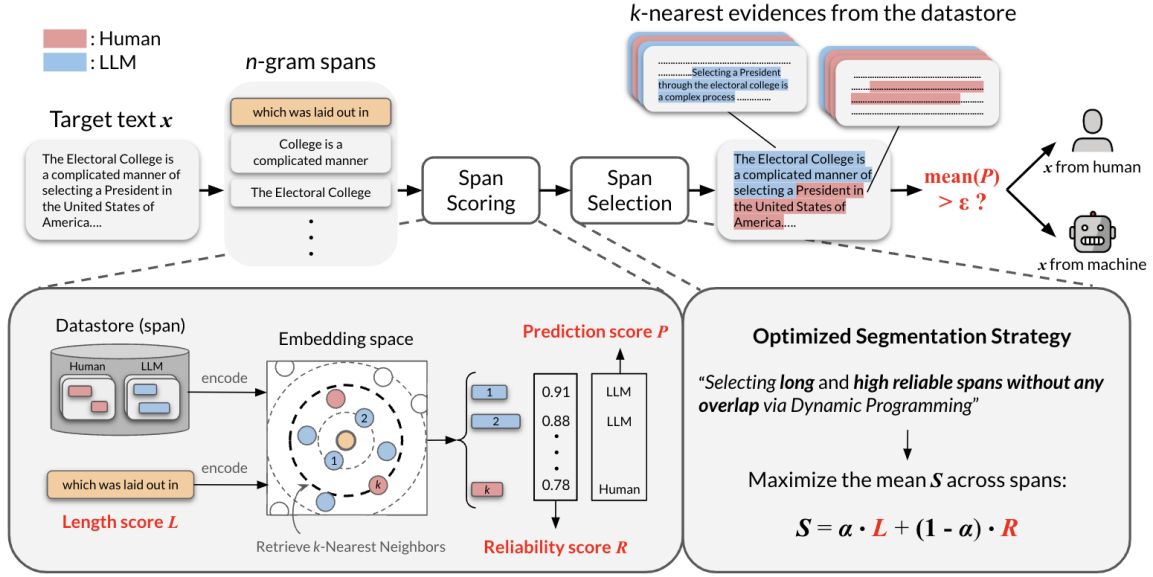 k-nearest evidences from the datastore
: Human
: LLM
n-gram spans
Target text x
The Electoral College is
a complicated manner of
selecting a President in
the United States of
America....
which was laid out in
College is a
complicated manner
The Electoral College
Span
Scoring
Span
Selection
...............Selecting a President
through the electoral college is
a complex process ..............
The Electoral College is
a complicated manner of
selecting a President in
the United States of
America.....
mean(P)
> ε ?
x from human
x from machine
Datastore (span)
Human
LLM
encode
which was laid out in
encode
Length score L
Embedding space
2
1
k
Retrieve k-Nearest Neighbors
Prediction score P
1
2
k
0.91
0.88
0.78
LLM
LLM
Human
Reliability score R
Optimized Segmentation Strategy
“Selecting long and high reliable spans without any
overlap via Dynamic Programming”
Maximize the mean S across spans:
S = α · L + (1 - α) · R